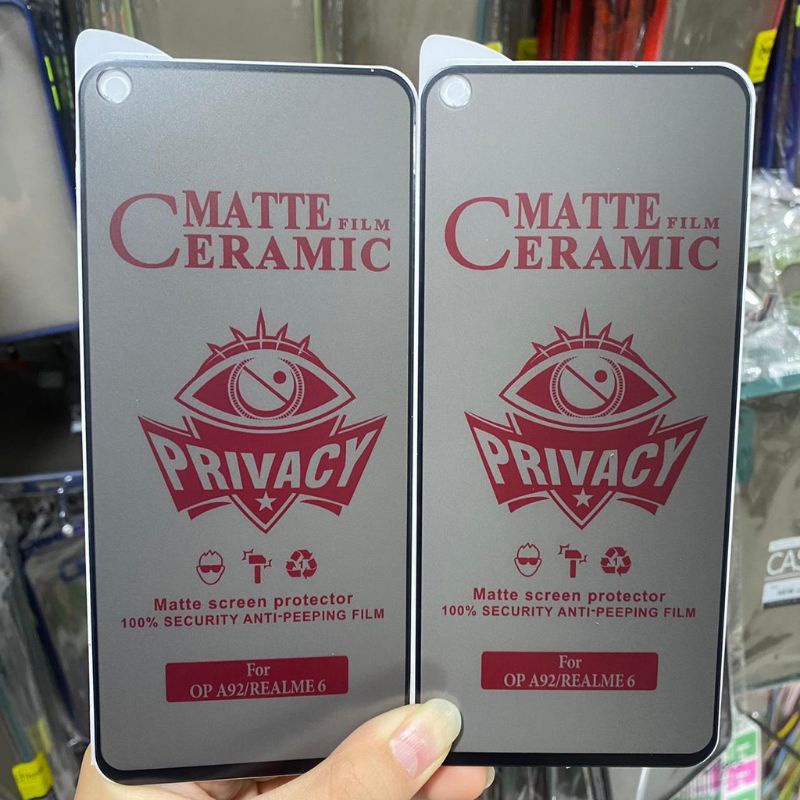 MATTE FILM
CERAMIC
PRIVACY
Matte screen protector
100% SECURITY ANTI-PEEPING FILM
For
OP A92/REALME 6
MATTE FILM
CERAMIC
PRIVACY
Matte screen protector
100% SECURITY ANTI-PEEPING FILM
For
OP A92/REALME 6